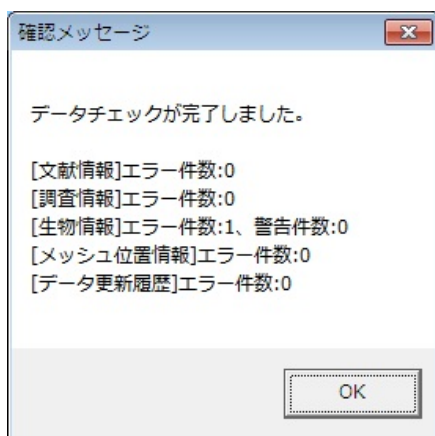 確認メッセージ
データチェックが完了しました。
[文献情報]エラー件数:0
[調査情報]エラー件数:0
[生物情報]エラー件数:1、警告件数:0
[メッシュ位置情報]エラー件数:0
[データ更新履歴]エラー件数:0
OK